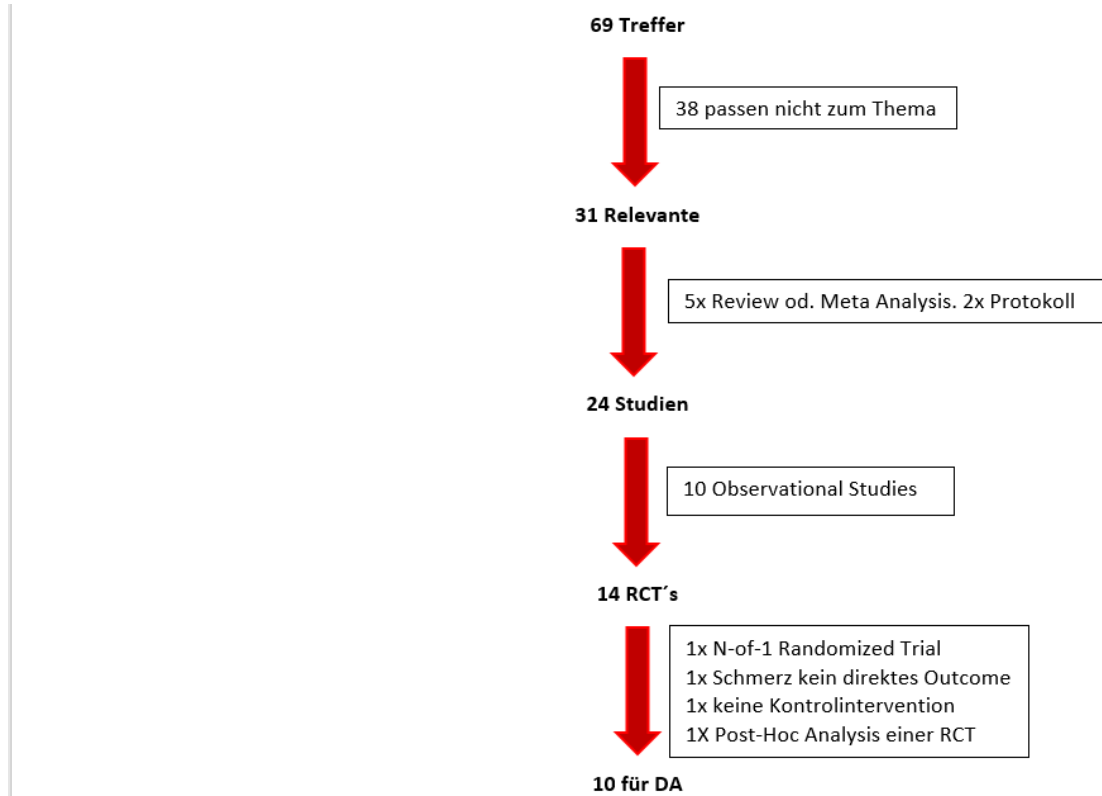 69 Treffer
38 passen nicht zum Thema
31 Relevante
5x Review od. Meta Analysis. 2x Protokoll
24 Studien
10 Observational Studies
14 RCT´s
1x N-of-1 Randomized Trial
1x Schmerz kein direktes Outcome
1x keine Kontrolintervention
1X Post-Hoc Analysis einer RCT
10 für DA